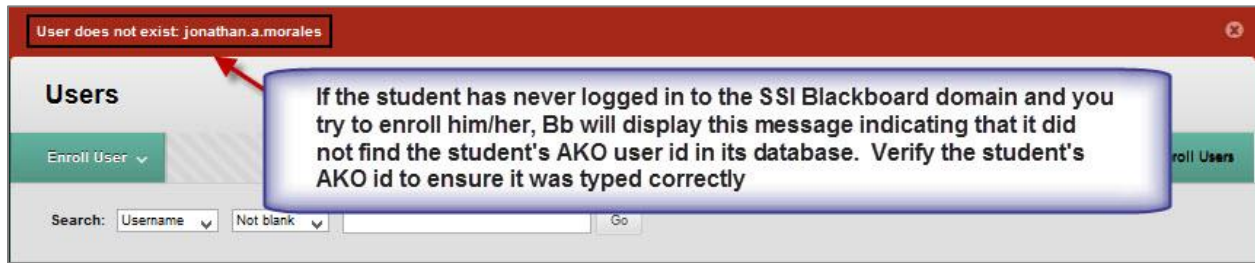 User does not exist: jonathan.a.morales
Users
If the student has never logged in to the SSI Blackboard domain and you
try to enroll him/her, Bb will display this message indicating that it did
not find the student's AKO user id in its database.  Verify the student's
AKO id to ensure it was typed correctly
Enroll User
roll Users
Search: Username Not blank Go